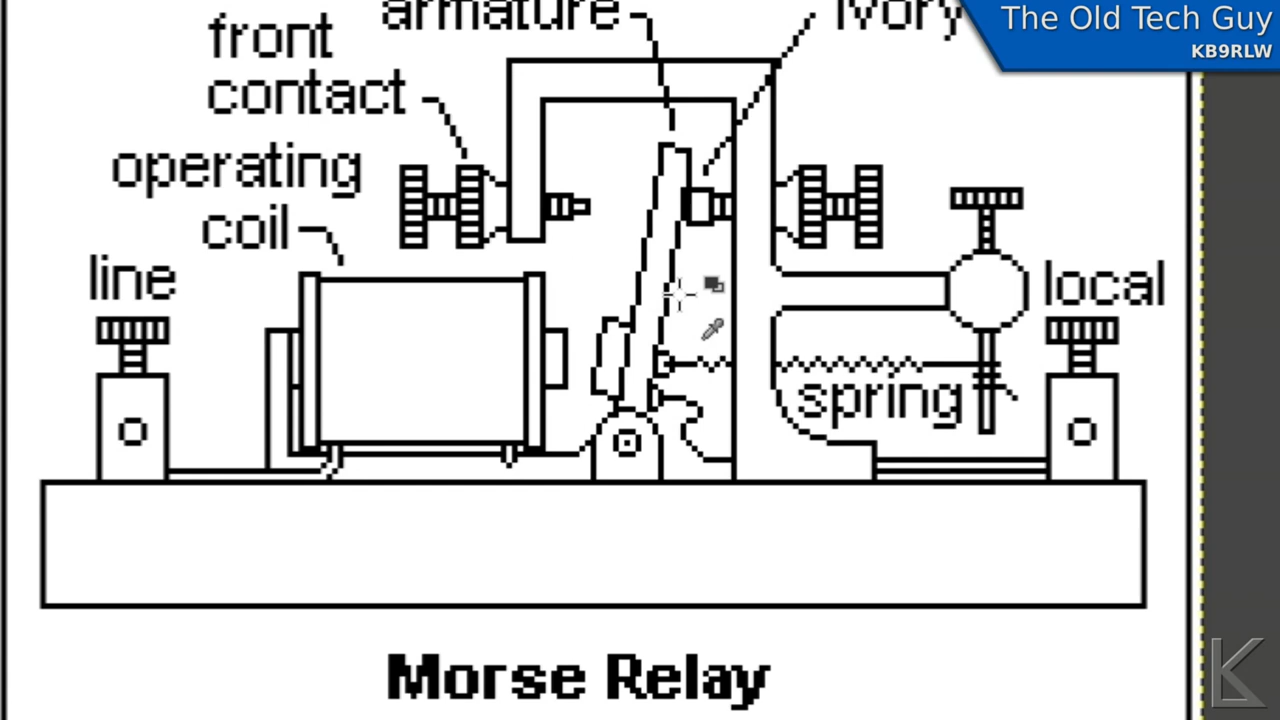 armature
ivory
The Old Tech Guy
KB9RLW
front
contact
operating
coil
line
local
spring
Morse Relay
K